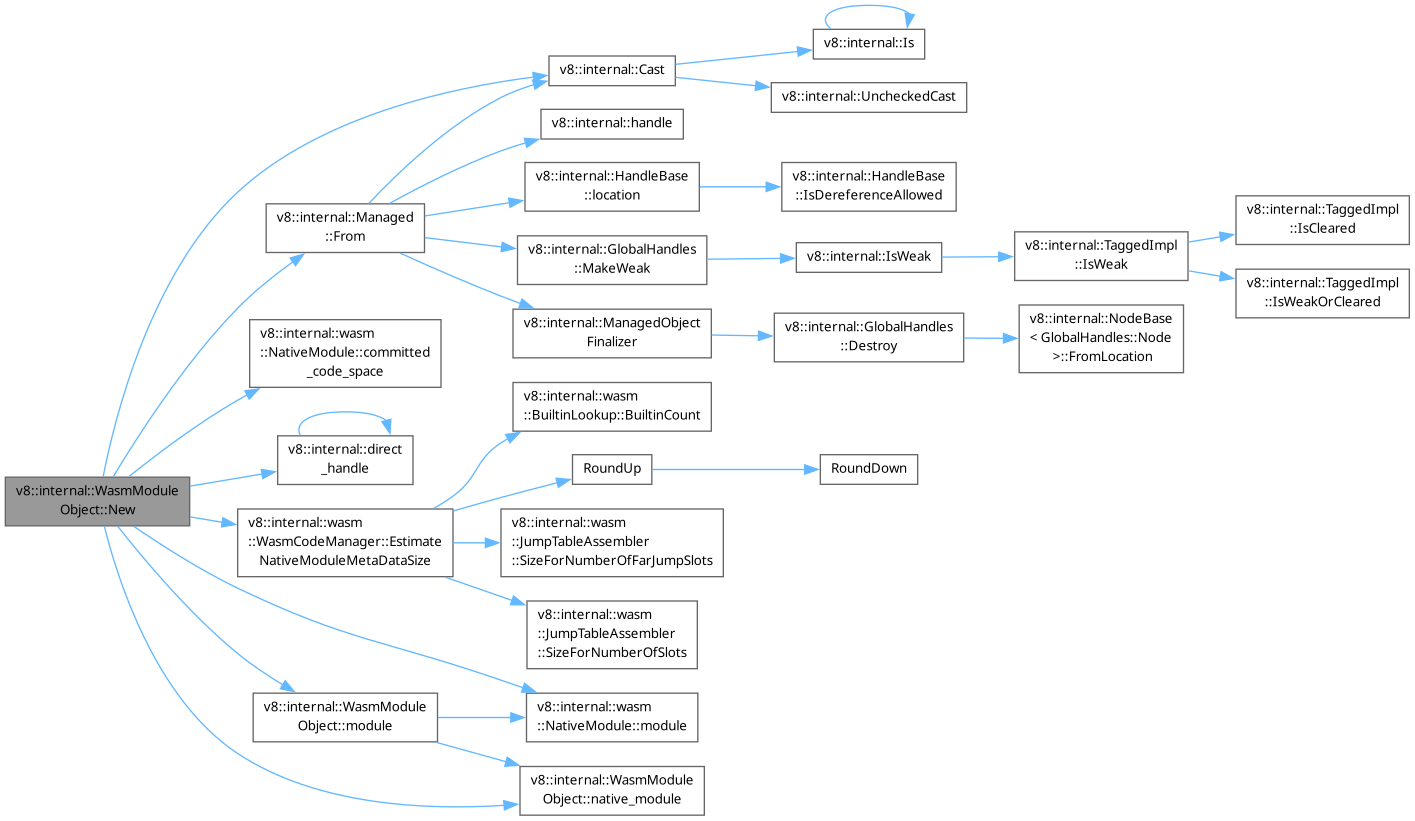 v8::internal::Is
v8::internal::Cast
v8::internal::UncheckedCast
v8::internal::handle
v8::internal::HandleBase
::location
v8::internal::HandleBase
::IsDereferenceAllowed
v8::internal::Managed
::From
v8::internal::GlobalHandles
::MakeWeak
v8::internal::IsWeak
v8::internal::TaggedImpl
::IsWeak
v8::internal::TaggedImpl
::IsCleared
v8::internal::TaggedImpl
::IsWeakOrCleared
v8::internal::ManagedObject
Finalizer
v8::internal::GlobalHandles
::Destroy
v8::internal::NodeBase
< GlobalHandles::Node
>::FromLocation
v8::internal::wasm
::NativeModule::committed
_code_space
v8::internal::wasm
::BuiltinLookup::BuiltinCount
v8::internal::direct
_handle
RoundUp
RoundDown
v8::internal::WasmModule
Object::New
v8::internal::wasm
::WasmCodeManager::Estimate
NativeModuleMetaDataSize
v8::internal::wasm
::JumpTableAssembler
::SizeForNumberOfFarJumpSlots
v8::internal::wasm
::JumpTableAssembler
::SizeForNumberOfSlots
v8::internal::WasmModule
Object::module
v8::internal::wasm
::NativeModule::module
v8::internal::WasmModule
Object::native_module